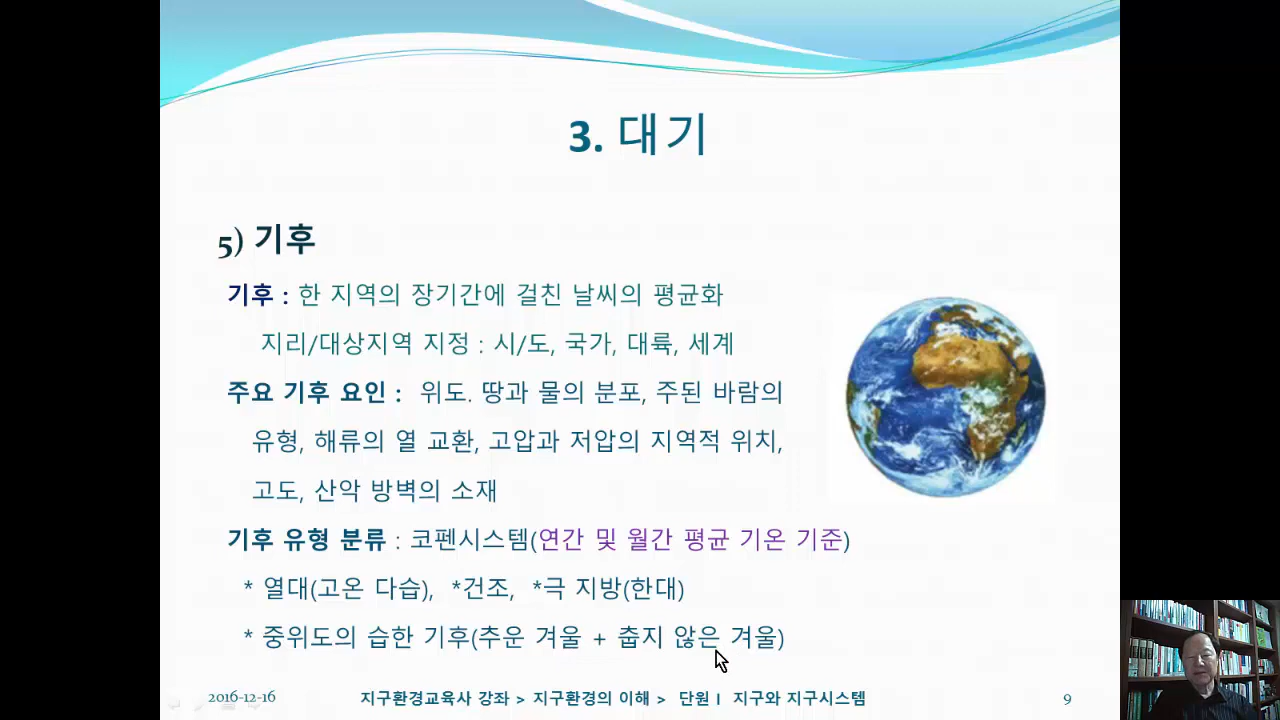 3. 대기
5) 기후
기후 : 한 지역의 장기간에 걸친 날씨의 평균화
지리/대상지역 지정 : 시/도, 국가, 대륙, 세계
주요 기후 요인 : 위도. 땅과 물의 분포, 주된 바람의
유형, 해류의 열 교환, 고압과 저압의 지역적 위치,
고도, 산악 방벽의 소재
기후 유형 분류 : 코펜시스템(연간 및 월간 평균 기온 기준)
* 열대(고온 다습), *건조, *극 지방(한대)
* 중위도의 습한 기후(추운 겨울 + 춥지 않은 겨울)
2016-12-16 지구환경교육사 강좌 > 지구환경의 이해 > 단원 I 지구와 지구시스템 9